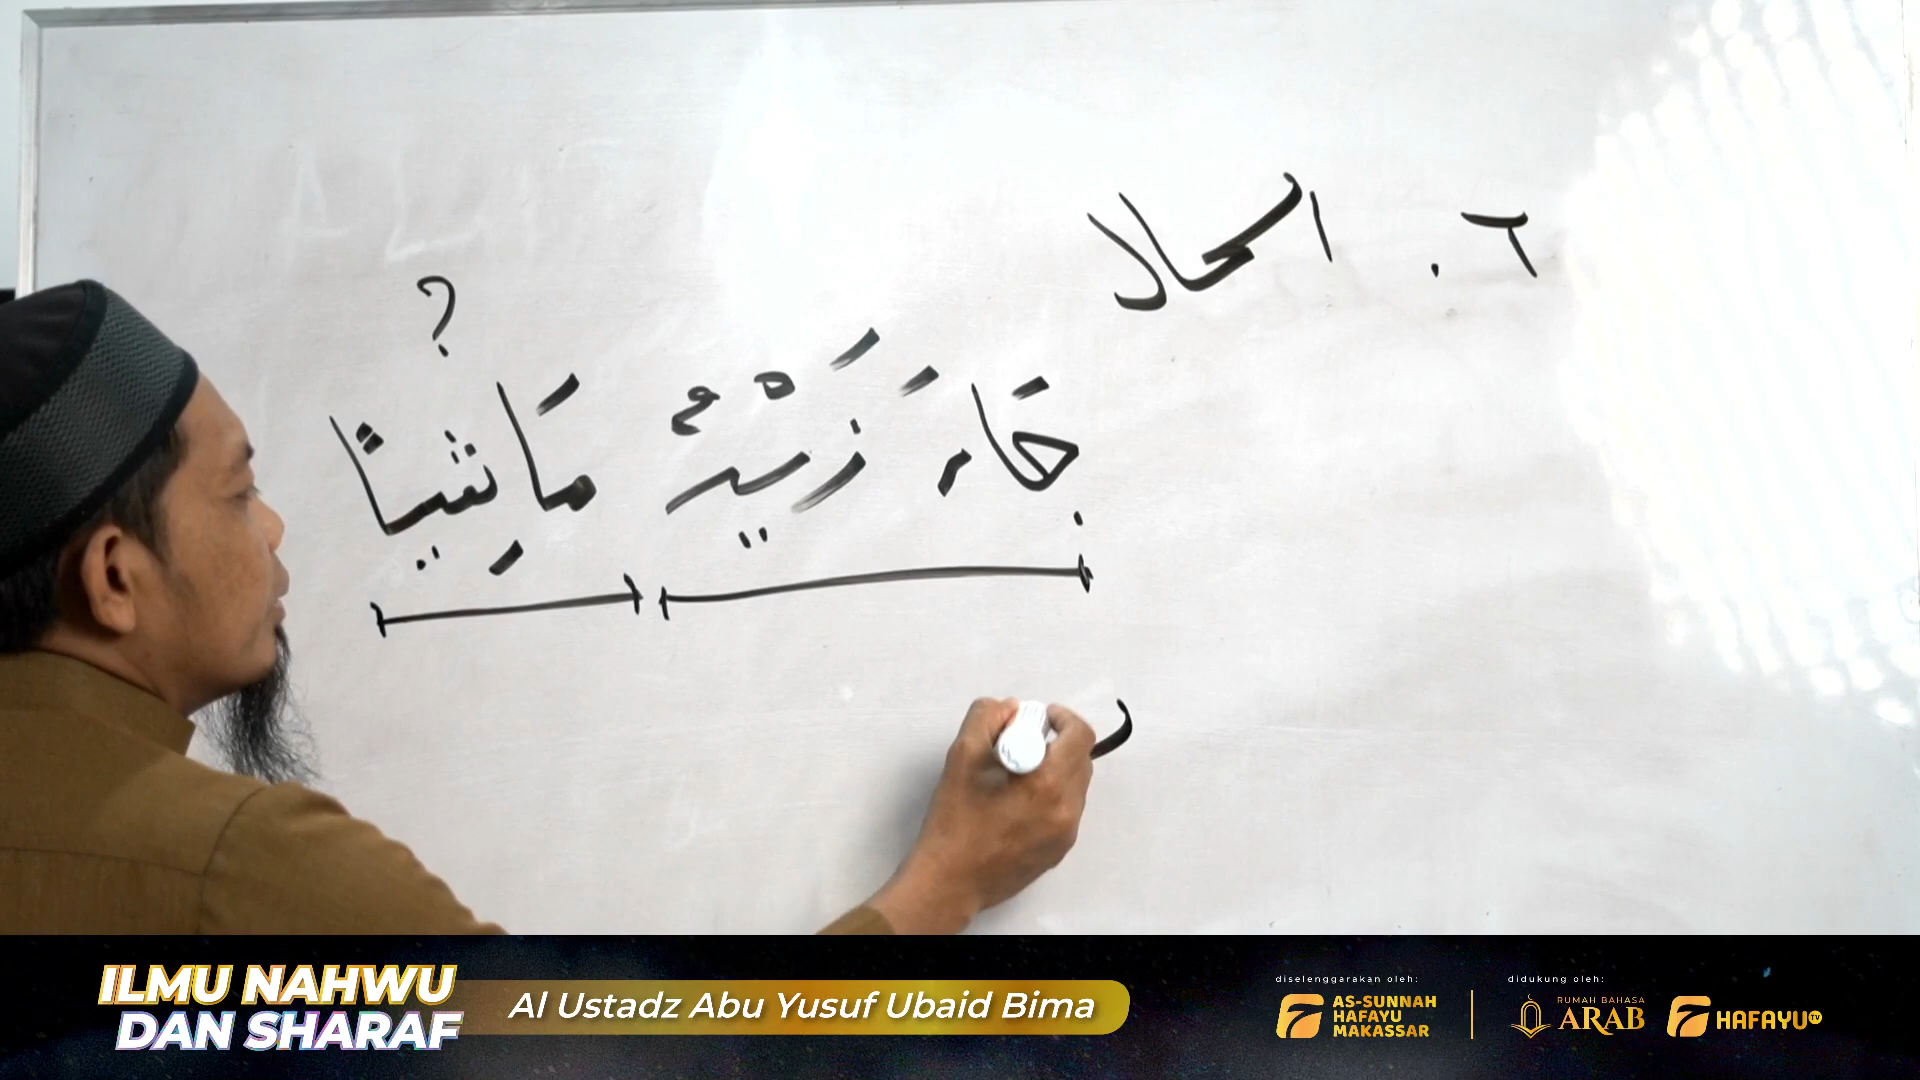 ٦. الحال
؟
جَاءَ زَيْدٌ مَاشِيًا
ILMU NAHWU
DAN SHARAF
Al Ustadz Abu Yusuf Ubaid Bima
diselenggarakan oleh:
AS-SUNNAH
HAFAYU
MAKASSAR
didukung oleh:
RUMAH BAHASA
ARAB
HAFAYU TV